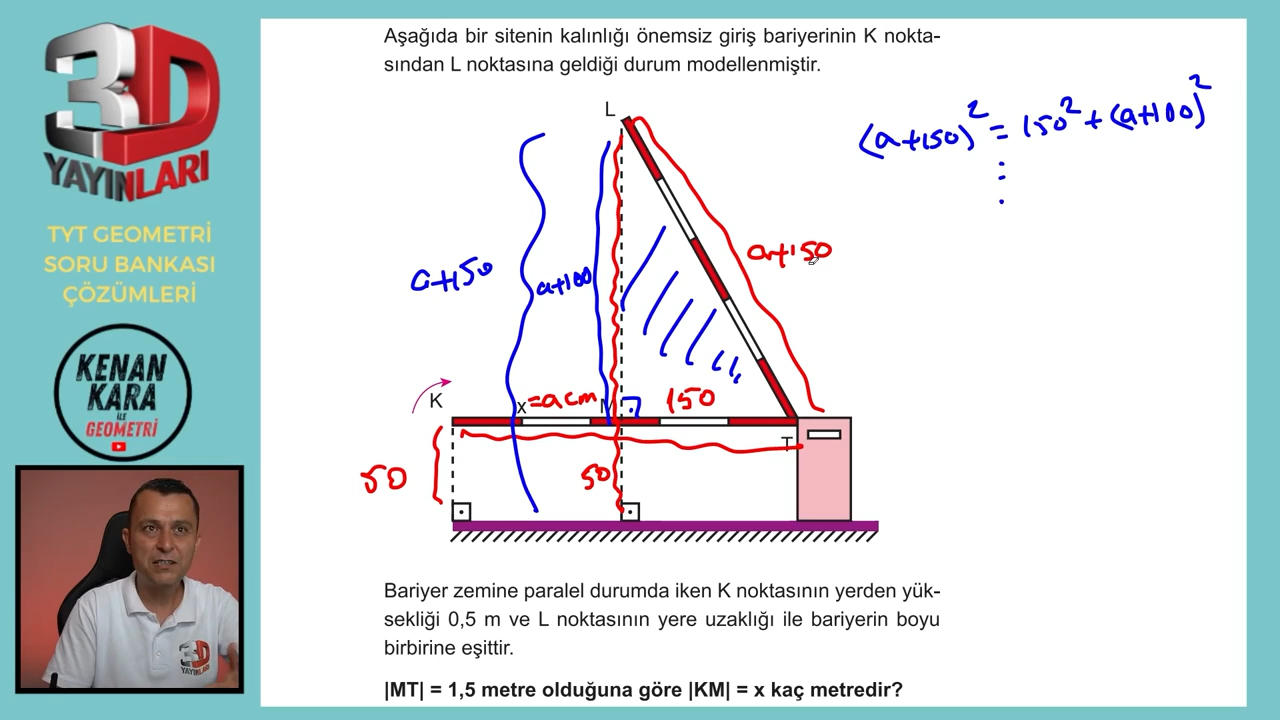 3D
YAYINLARI
TYT GEOMETRİ
SORU BANKASI
ÇÖZÜMLERİ
KENAN
KARA
İLE
GEOMETRİ
3D
YAYINLARI
Aşağıda bir sitenin kalınlığı önemsiz giriş bariyerinin K nokta-
sından L noktasına geldiği durum modellenmiştir.
(a+150)² = 150² + (a+100)²
L
a+150
a+150
a+100
K
x
=a cm
M
150
T
50
50
Bariyer zemine paralel durumda iken K noktasının yerden yük-
sekliği 0,5 m ve L noktasının yere uzaklığı ile bariyerin boyu
birbirine eşittir.
|MT| = 1,5 metre olduğuna göre |KM| = x kaç metredir?